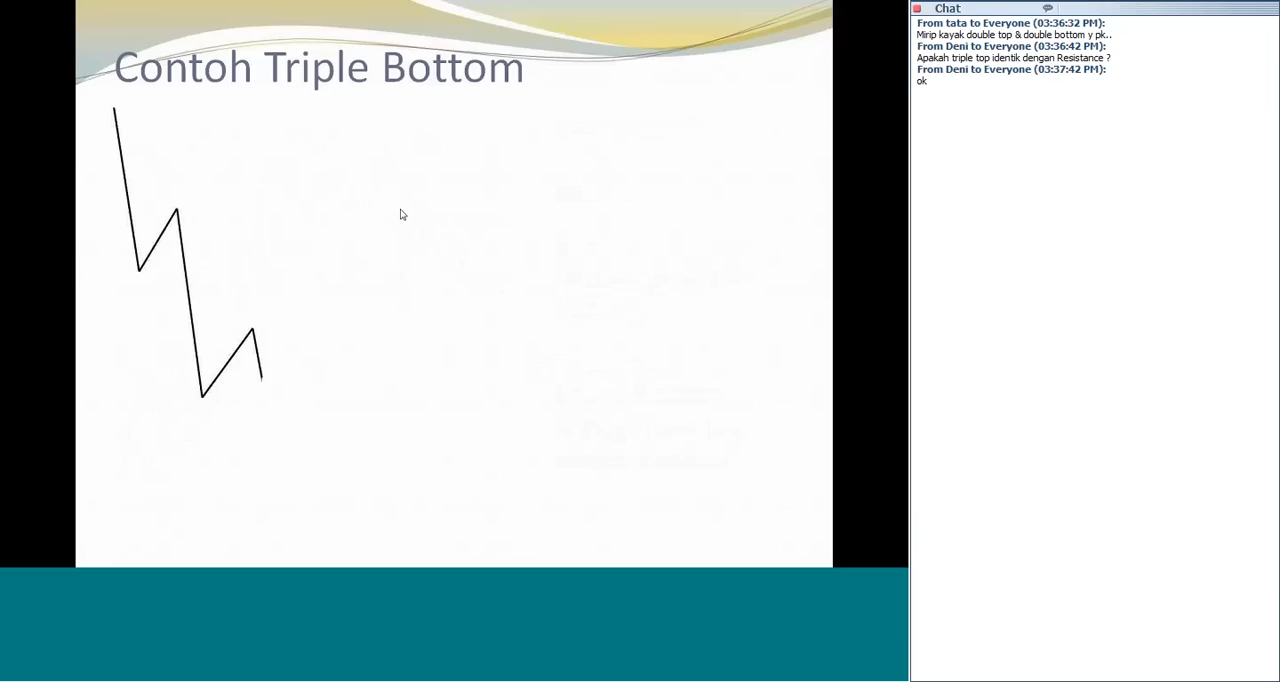 Contoh Triple Bottom
Chat
From tata to Everyone (03:36:32 PM):
Mirip kayak double top & double bottom y pk..
From Deni to Everyone (03:36:42 PM):
Apakah triple top identik dengan Resistance ?
From Deni to Everyone (03:37:42 PM):
ok